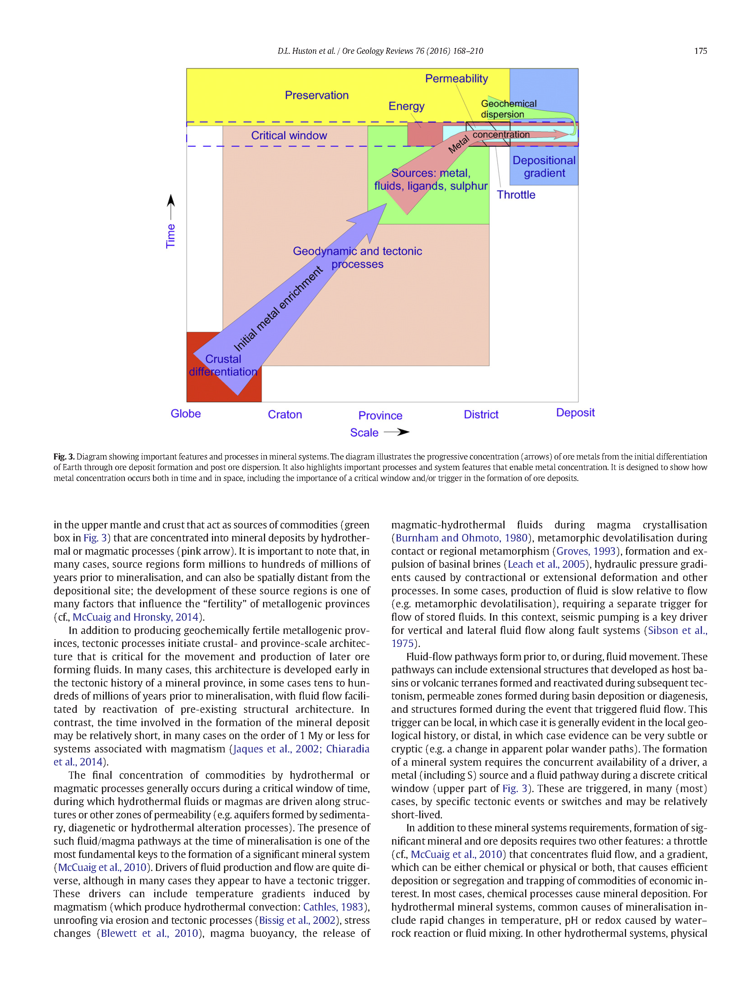 D.L. Huston et al. / Ore Geology Reviews 76 (2016) 168–210
175
Permeability
Preservation
Geochemical
dispersion
Energy
Critical window
Metal concentration
Depositional
gradient
Sources: metal,
fluids, ligands, sulphur
Throttle
Time
Geodynamic and tectonic
processes
Initial metal enrichment
Crustal
differentiation
Globe
Craton
Province
District
Deposit
Scale
Fig. 3. Diagram showing important features and processes in mineral systems. The diagram illustrates the progressive concentration (arrows) of ore metals from the initial differentiation
of Earth through ore deposit formation and post ore dispersion. It also highlights important processes and system features that enable metal concentration. It is designed to show how
metal concentration occurs both in time and in space, including the importance of a critical window and/or trigger in the formation of ore deposits.
in the upper mantle and crust that act as sources of commodities (green
box in Fig. 3) that are concentrated into mineral deposits by hydrother-
mal or magmatic processes (pink arrow). It is important to note that, in
many cases, source regions form millions to hundreds of millions of
years prior to mineralisation, and can also be spatially distant from the
depositional site; the development of these source regions is one of
many factors that influence the “fertility” of metallogenic provinces
(cf., McCuaig and Hronsky, 2014).
In addition to producing geochemically fertile metallogenic prov-
inces, tectonic processes initiate crustal- and province-scale architec-
ture that is critical for the movement and production of later ore
forming fluids. In many cases, this architecture is developed early in
the tectonic history of a mineral province, in some cases tens to hun-
dreds of millions of years prior to mineralisation, with fluid flow facili-
tated by reactivation of pre-existing structural architecture. In
contrast, the time involved in the formation of the mineral deposit
may be relatively short, in many cases on the order of 1 My or less for
systems associated with magmatism (Jaques et al., 2002; Chiaradia
et al., 2014).
The final concentration of commodities by hydrothermal or
magmatic processes generally occurs during a critical window of time,
during which hydrothermal fluids or magmas are driven along struc-
tures or other zones of permeability (e.g. aquifers formed by sedimenta-
ry, diagenetic or hydrothermal alteration processes). The presence of
such fluid/magma pathways at the time of mineralisation is one of the
most fundamental keys to the formation of a significant mineral system
(McCuaig et al., 2010). Drivers of fluid production and flow are quite di-
verse, although in many cases they appear to have a tectonic trigger.
These drivers can include temperature gradients induced by
magmatism (which produce hydrothermal convection: Cathles, 1983),
unroofing via erosion and tectonic processes (Bissig et al., 2002), stress
changes (Blewett et al., 2010), magma buoyancy, the release of
magmatic-hydrothermal fluids during magma crystallisation
(Burnham and Ohmoto, 1980), metamorphic devolatilisation during
contact or regional metamorphism (Groves, 1993), formation and ex-
pulsion of basinal brines (Leach et al., 2005), hydraulic pressure gradi-
ents caused by contractional or extensional deformation and other
processes. In some cases, production of fluid is slow relative to flow
(e.g. metamorphic devolatilisation), requiring a separate trigger for
flow of stored fluids. In this context, seismic pumping is a key driver
for vertical and lateral fluid flow along fault systems (Sibson et al.,
1975).
Fluid-flow pathways form prior to, or during, fluid movement. These
pathways can include extensional structures that developed as host ba-
sins or volcanic terranes formed and reactivated during subsequent tec-
tonism, permeable zones formed during basin deposition or diagenesis,
and structures formed during the event that triggered fluid flow. This
trigger can be local, in which case it is generally evident in the local geo-
logical history, or distal, in which case evidence can be very subtle or
cryptic (e.g. a change in apparent polar wander paths). The formation
of a mineral system requires the concurrent availability of a driver, a
metal (including S) source and a fluid pathway during a discrete critical
window (upper part of Fig. 3). These are triggered, in many (most)
cases, by specific tectonic events or switches and may be relatively
short-lived.
In addition to these mineral systems requirements, formation of sig-
nificant mineral and ore deposits requires two other features: a throttle
(cf., McCuaig et al., 2010) that concentrates fluid flow, and a gradient,
which can be either chemical or physical or both, that causes efficient
deposition or segregation and trapping of commodities of economic in-
terest. In most cases, chemical processes cause mineral deposition. For
hydrothermal mineral systems, common causes of mineralisation in-
clude rapid changes in temperature, pH or redox caused by water–
rock reaction or fluid mixing. In other hydrothermal systems, physical